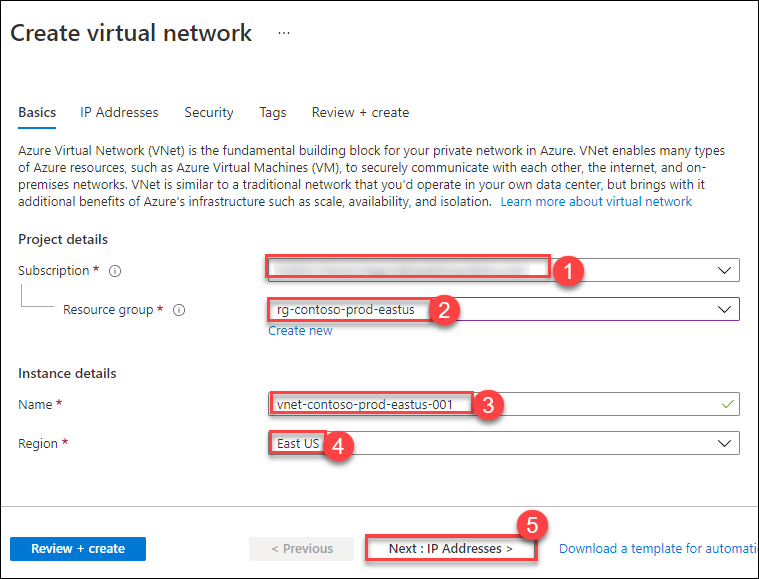 Create virtual network ...
Basics IP Addresses Security Tags Review + create
Azure Virtual Network (VNet) is the fundamental building block for your private network in Azure. VNet enables many types
of Azure resources, such as Azure Virtual Machines (VM), to securely communicate with each other, the internet, and on-
premises networks. VNet is similar to a traditional network that you'd operate in your own data center, but brings with it
additional benefits of Azure's infrastructure such as scale, availability, and isolation. Learn more about virtual network
Project details
Subscription * 1
Resource group * rg-contoso-prod-eastus 2
Create new
Instance details
Name * vnet-contoso-prod-eastus-001 3
Region * East US 4
5
Review + create < Previous Next : IP Addresses > Download a template for automati